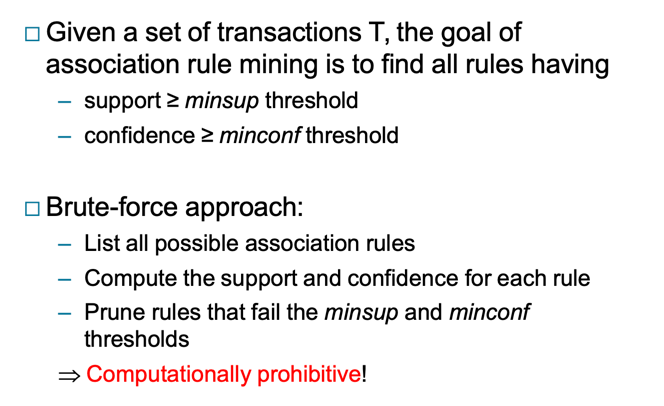 □ Given a set of transactions T, the goal of
association rule mining is to find all rules having
– support ≥ minsup threshold
– confidence ≥ minconf threshold
□ Brute-force approach:
– List all possible association rules
– Compute the support and confidence for each rule
– Prune rules that fail the minsup and minconf
thresholds
⇒ Computationally prohibitive!